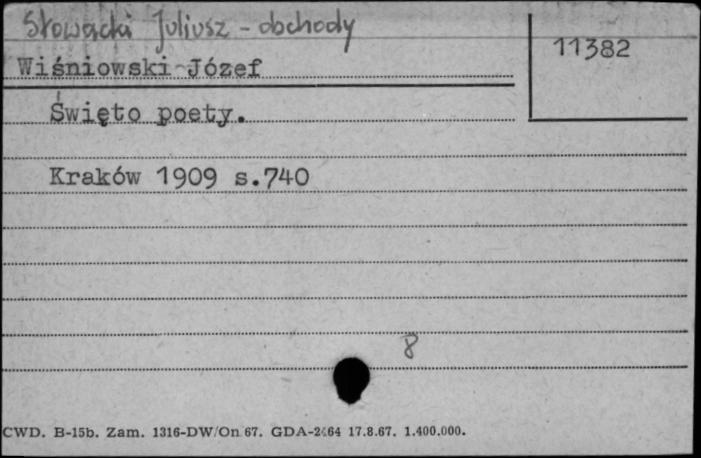 Słowacki Juliusz - obchody
11382
Wiśniowski Józef
Święto poety.
Kraków 1909 s.740
8
CWD. B-15b. Zam. 1316-DW/On 67. GDA-2464 17.8.67. 1.400.000.